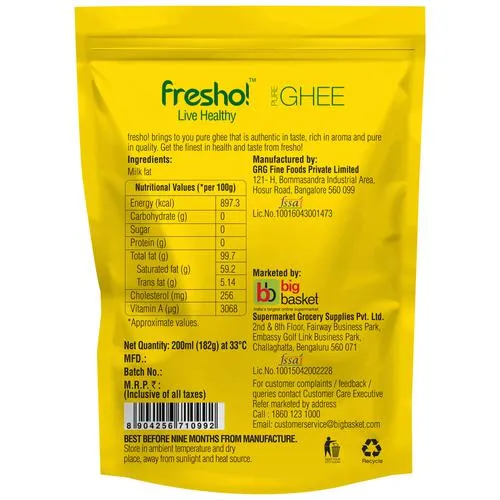 fresho!™
Live Healthy
PURE GHEE
fresho! brings to you pure ghee that is authentic in taste, rich in aroma and pure
in quality. Get the finest in health and taste from fresho!
Ingredients:
Milk fat
Nutritional Values (*per 100g)
Energy (kcal) 897.3
Carbohydrate (g) 0
Sugar 0
Protein (g) 0
Total fat (g) 99.7
Saturated fat (g) 59.2
Trans fat (g) 5.14
Cholesterol (mg) 256
Vitamin A (µg) 3068
*Approximate values.
Net Quantity: 200ml (182g) at 33°C
MFD.:
Batch No.:
M.R.P. ₹:
(Inclusive of all taxes)
8 904256 710992
BEST BEFORE NINE MONTHS FROM MANUFACTURE.
Store in ambient temperature and dry
place, away from sunlight and heat source.
Manufactured by:
GRG Fine Foods Private Limited
121- H, Bommasandra Industrial Area,
Hosur Road, Bangalore 560 099
fssai
Lic.No.10016043001473
Marketed by:
bb big
basket
India's largest online supermarket
Supermarket Grocery Supplies Pvt. Ltd.
2nd & 8th Floor, Fairway Business Park,
Embassy Golf Link Business Park,
Challaghatta, Bengaluru 560 071
fssai
Lic.No.10015042002228
For customer complaints / feedback /
queries contact Customer Care Executive
Refer marketed by address
Call : 1860 123 1000
Email: customerservice@bigbasket.com
Recycle